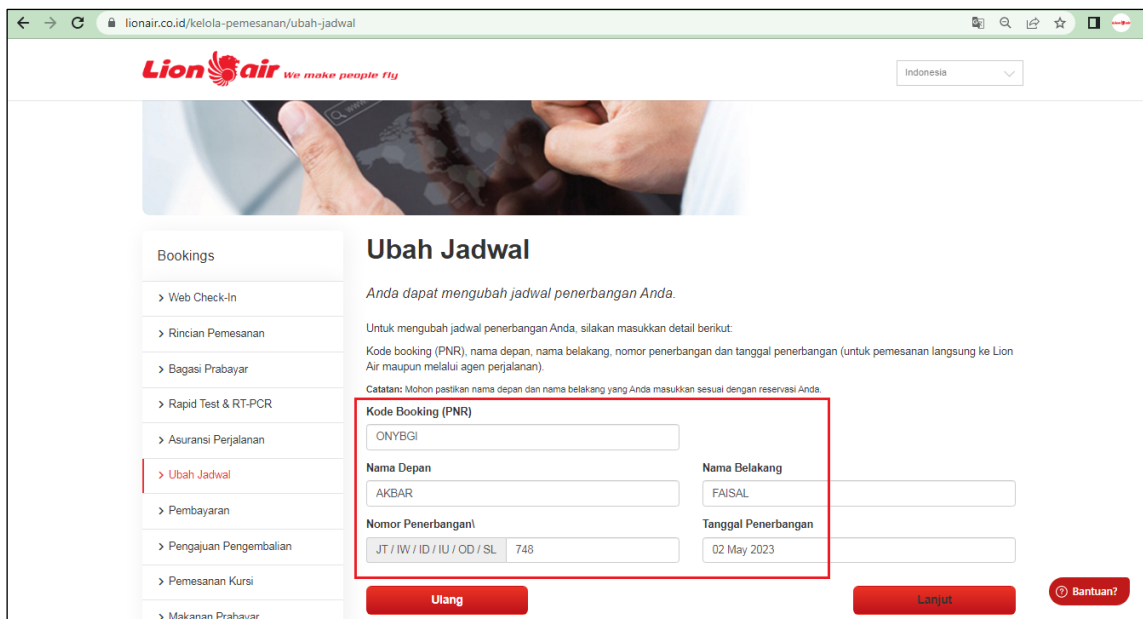 lionair.co.id/kelola-pemesanan/ubah-jadwal
Lion air We make people fly
Indonesia
www
Bookings
Web Check-In
Rincian Pemesanan
Bagasi Prabayar
Rapid Test & RT-PCR
Asuransi Perjalanan
Ubah Jadwal
Pembayaran
Pengajuan Pengembalian
Pemesanan Kursi
Makanan Prabayar
Ubah Jadwal
Anda dapat mengubah jadwal penerbangan Anda.
Untuk mengubah jadwal penerbangan Anda, silakan masukkan detail berikut:
Kode booking (PNR), nama depan, nama belakang, nomor penerbangan dan tanggal penerbangan (untuk pemesanan langsung ke Lion
Air maupun melalui agen perjalanan).
Catatan: Mohon pastikan nama depan dan nama belakang yang Anda masukkan sesuai dengan reservasi Anda.
Kode Booking (PNR)
ONYBGI
Nama Depan
Nama Belakang
AKBAR
FAISAL
Nomor Penerbangan\
Tanggal Penerbangan
JT / IW / ID / IU / OD / SL 748
02 May 2023
Ulang
Lanjut
Bantuan?